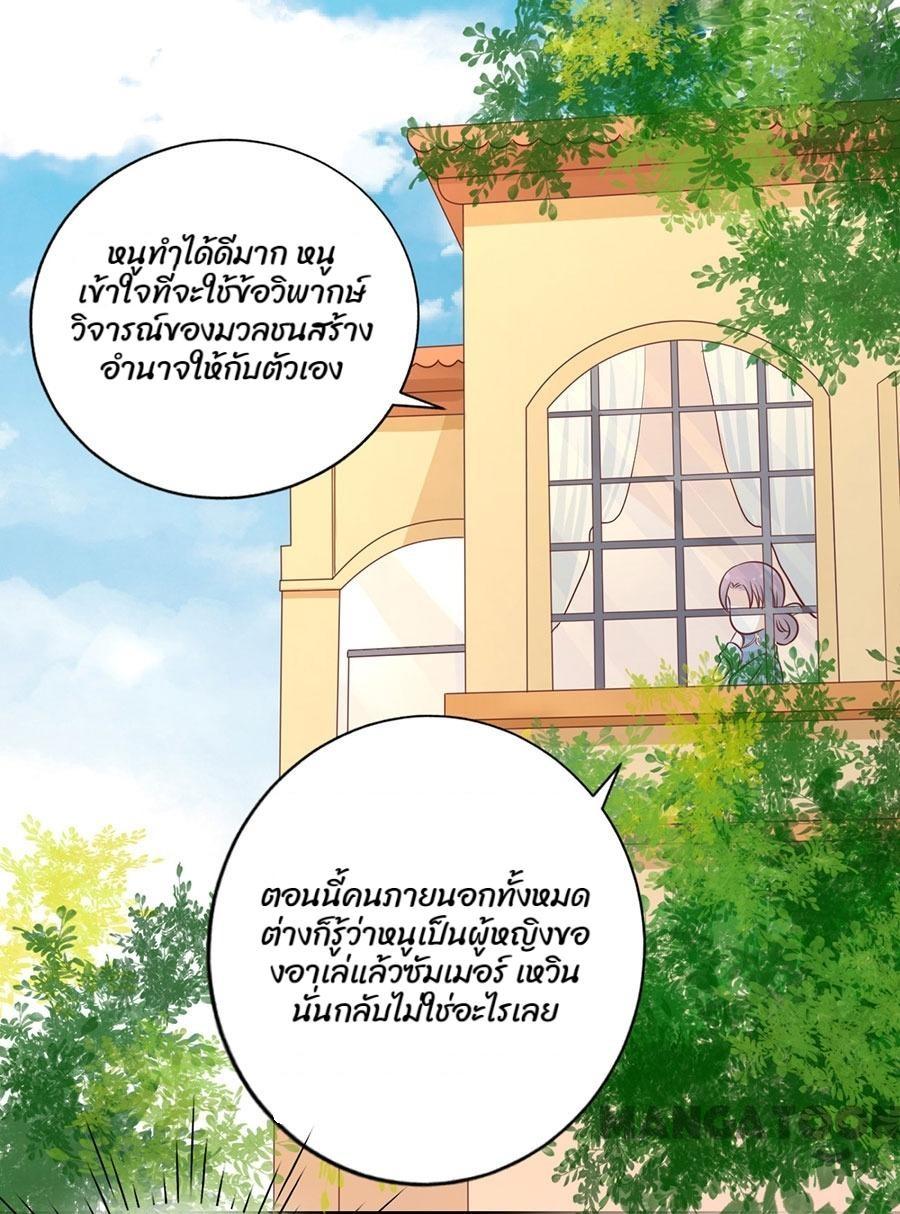 หนูทำได้ดีมาก หนู
เข้าใจที่จะใช้ข้อวิพากษ์
วิจารณ์ของมวลชนสร้าง
อำนาจให้กับตัวเอง
ตอนนี้คนภายนอกทั้งหมด
ต่างก็รู้ว่าหนูเป็นผู้หญิงขอ
งอาเล่แล้วซัมเมอร์ เหวิน
นั่นกลับไม่ใช่อะไรเลย
MANGATOON